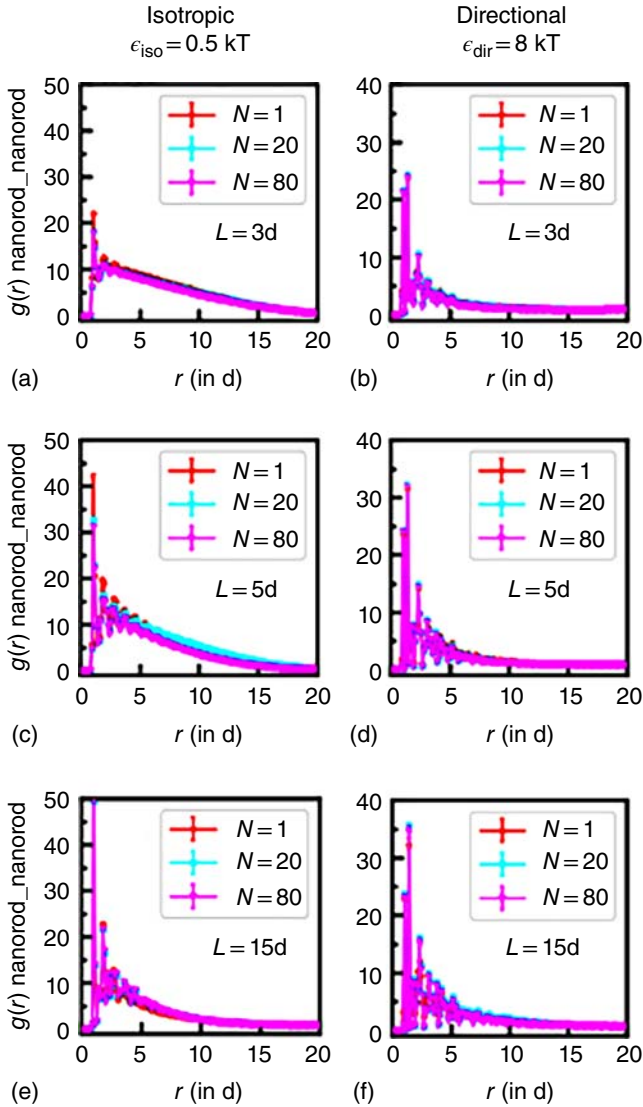 Isotropic
ϵiso = 0.5 kT
Directional
ϵdir = 8 kT
g(r) nanorod_nanorod
50
40
30
20
10
0
N = 1
N = 20
N = 80
L = 3d
0 5 10 15 20
(a)
r (in d)
40
30
20
10
0
N = 1
N = 20
N = 80
L = 3d
0 5 10 15 20
(b)
r (in d)
g(r) nanorod_nanorod
50
40
30
20
10
0
N = 1
N = 20
N = 80
L = 5d
0 5 10 15 20
(c)
r (in d)
40
30
20
10
0
N = 1
N = 20
N = 80
L = 5d
0 5 10 15 20
(d)
r (in d)
g(r) nanorod_nanorod
50
40
30
20
10
0
N = 1
N = 20
N = 80
L = 15d
0 5 10 15 20
(e)
r (in d)
40
30
20
10
0
N = 1
N = 20
N = 80
L = 15d
0 5 10 15 20
(f)
r (in d)